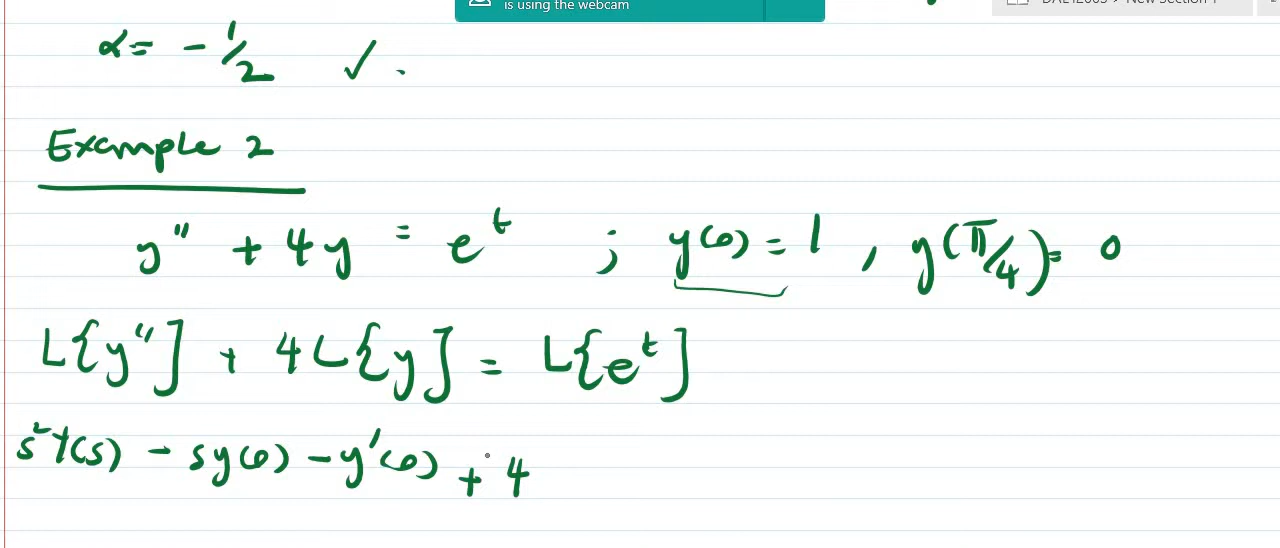 is using the webcam
α = - 1/2 ✓ .
Example 2
y" + 4y = e^t ; y(0) = 1 , y(π/4) = 0
L{y"} + 4L{y} = L{e^t}
s²Y(s) - sy(0) - y'(0) + 4